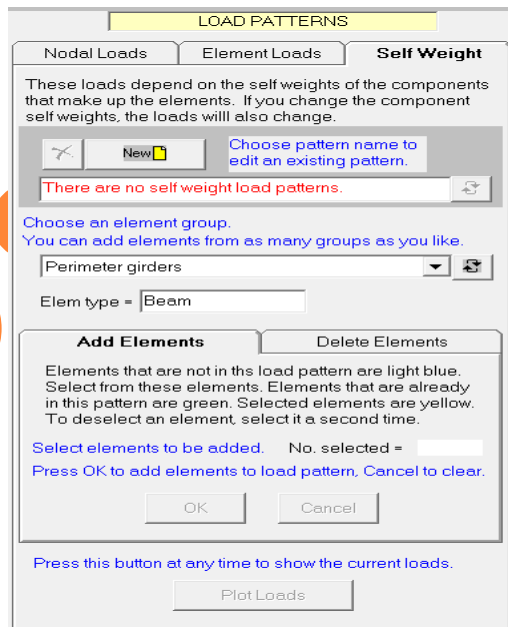 LOAD PATTERNS
Nodal Loads Element Loads Self Weight
These loads depend on the self weights of the components
that make up the elements. If you change the component
self weights, the loads willl also change.
New Choose pattern name to
edit an existing pattern.
There are no self weight load patterns.
Choose an element group.
You can add elements from as many groups as you like.
Perimeter girders
Elem type = Beam
Add Elements Delete Elements
Elements that are not in ths load pattern are light blue.
Select from these elements. Elements that are already
in this pattern are green. Selected elements are yellow.
To deselect an element, select it a second time.
Select elements to be added. No. selected =
Press OK to add elements to load pattern, Cancel to clear.
OK Cancel
Press this button at any time to show the current loads.
Plot Loads